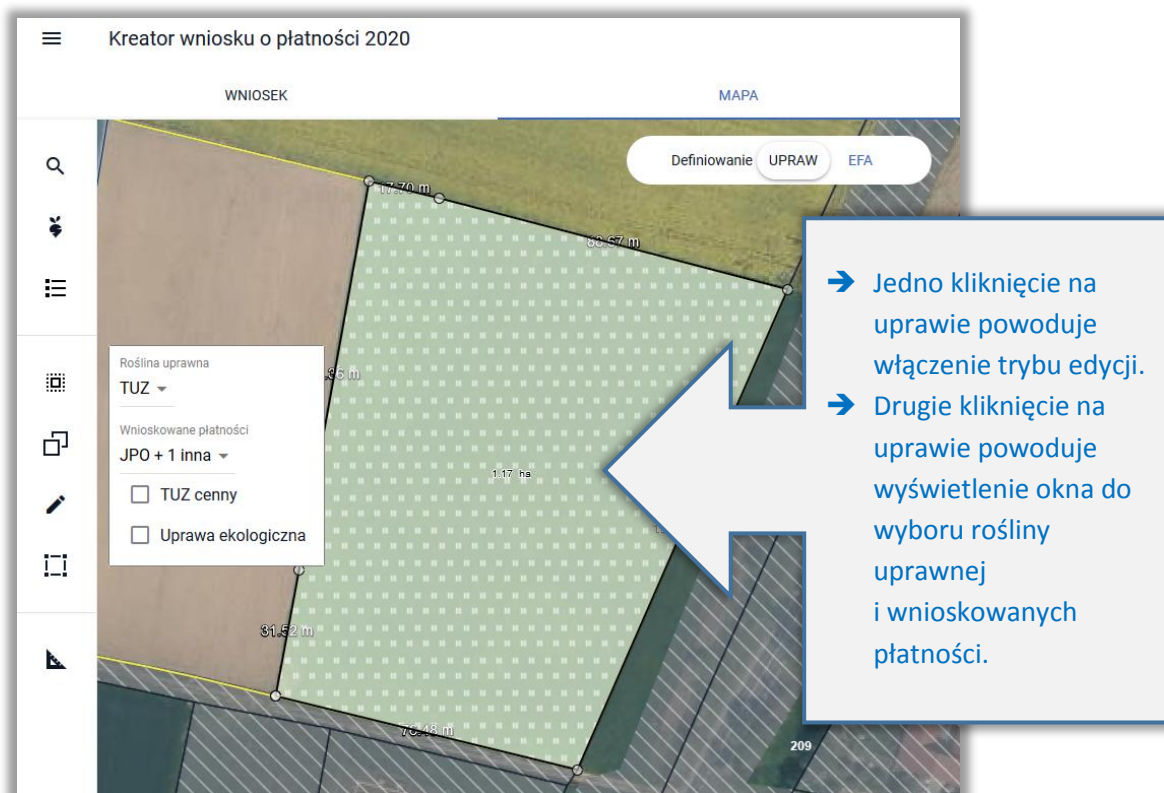 Kreator wniosku o płatności 2020
WNIOSEK
MAPA
Definiowanie UPRAW EFA
17.70 m
Roślina uprawna
TUZ
Wnioskowane płatności
JPO + 1 inna
TUZ cenny
Uprawa ekologiczna
1.17 ha
31.52 m
209
Jedno kliknięcie na
uprawie powoduje
włączenie trybu edycji.
Drugie kliknięcie na
uprawie powoduje
wyświetlenie okna do
wyboru rośliny
uprawnej
i wnioskowanych
płatności.